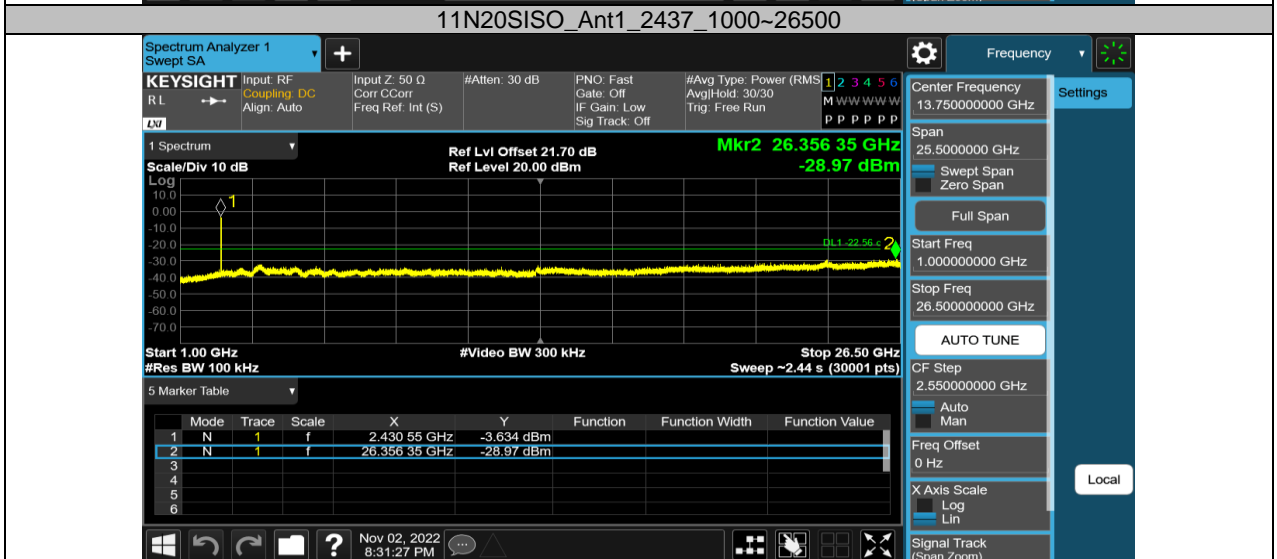 11N20SISO_Ant1_2437_1000~26500
Spectrum Analyzer 1
Swept SA
Frequency
KEYSIGHT
RL
LXI
Input: RF
Coupling: DC
Align: Auto
Input Z: 50 Ω
Corr CCorr
Freq Ref: Int (S)
#Atten: 30 dB
PNO: Fast
Gate: Off
IF Gain: Low
Sig Track: Off
#Avg Type: Power (RMS
Avg|Hold: 30/30
Trig: Free Run
1 2 3 4 5 6
M W W W W W
P P P P P P
1 Spectrum
Scale/Div 10 dB
Ref Lvl Offset 21.70 dB
Ref Level 20.00 dBm
Mkr2 26.356 35 GHz
-28.97 dBm
Log
10.0
0.00
-10.0
-20.0
-30.0
-40.0
-50.0
-60.0
-70.0
1
DL1 -22.56 c
2
Start 1.00 GHz
#Video BW 300 kHz
Stop 26.50 GHz
#Res BW 100 kHz
Sweep ~2.44 s (30001 pts)
5 Marker Table
Mode Trace Scale X Y Function Function Width Function Value
1 N 1 f 2.430 55 GHz -3.634 dBm
2 N 1 f 26.356 35 GHz -28.97 dBm
3
4
5
6
Nov 02, 2022
8:31:27 PM
Center Frequency
13.750000000 GHz
Settings
Span
25.5000000 GHz
Swept Span
Zero Span
Full Span
Start Freq
1.000000000 GHz
Stop Freq
26.500000000 GHz
AUTO TUNE
CF Step
2.550000000 GHz
Auto
Man
Freq Offset
0 Hz
X Axis Scale
Log
Lin
Local
Signal Track
(Span Zoom)